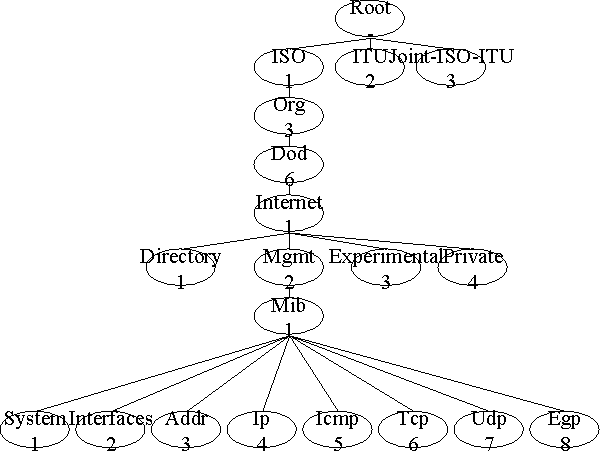 Root
-
ISO ITU Joint-ISO-ITU
1 2 3
Org
3
Dod
6
Internet
1
Directory Mgmt Experimental Private
1 2 3 4
Mib
1
System Interfaces Addr Ip Icmp Tcp Udp Egp
1 2 3 4 5 6 7 8